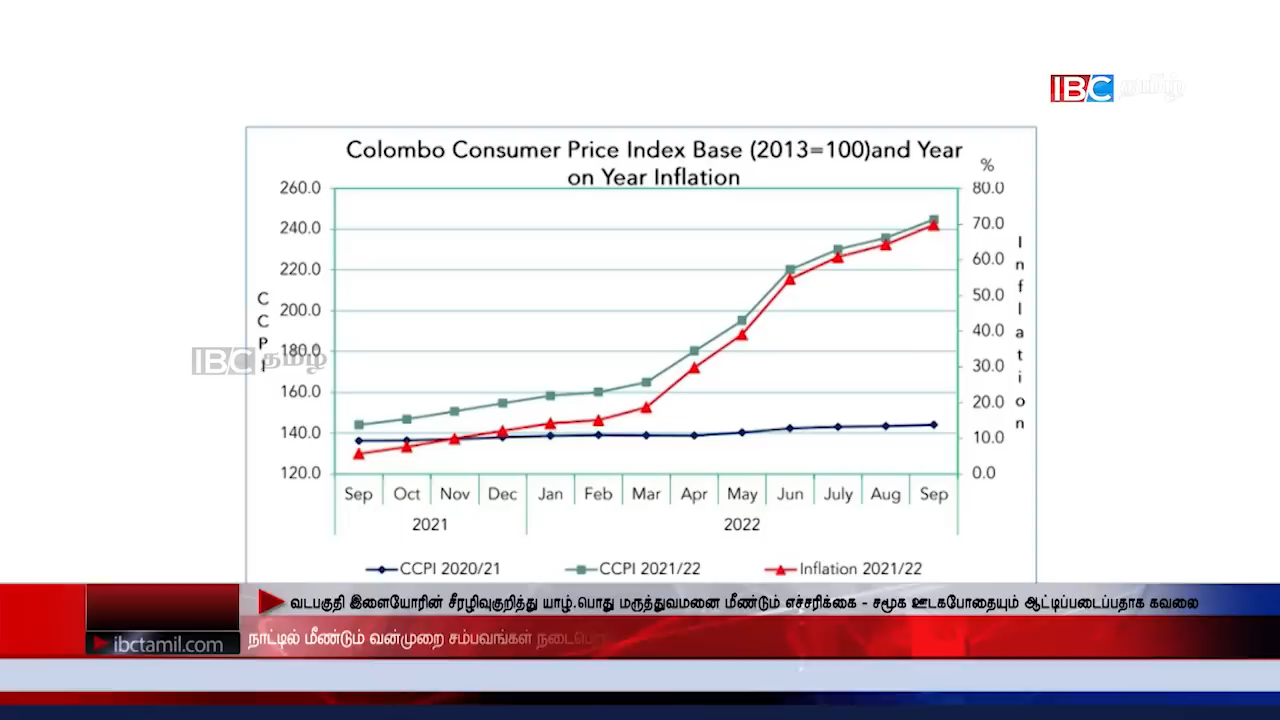 IBC தமிழ்
Colombo Consumer Price Index Base (2013=100)and Year
on Year Inflation
%
260.0
240.0
220.0
200.0
180.0
160.0
140.0
120.0
CCPI
80.0
70.0
60.0
50.0
40.0
30.0
20.0
10.0
0.0
Inflation
IBC தமிழ்
Sep Oct Nov Dec Jan Feb Mar Apr May Jun July Aug Sep
2021 2022
CCPI 2020/21 CCPI 2021/22 Inflation 2021/22
வடபகுதி இளையோரின் சீரழிவுகுறித்து யாழ்.பொது மருத்துவமனை மீண்டும் எச்சரிக்கை - சமூக ஊடகபோதையும் ஆட்டிப்படைப்பதாக கவலை
ibctamil.com
நாட்டில் மீண்டும் வன்முறை சம்பவங்கள்